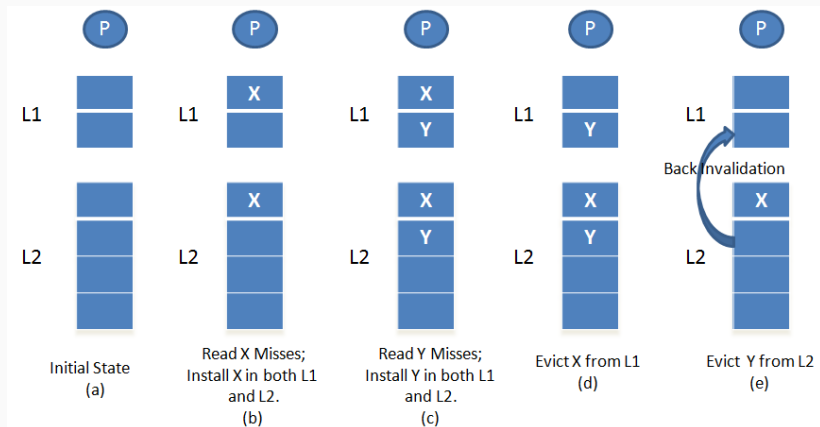 P
P
P
P
P
L1
L1
X
L1
X
Y
L1
Y
L1
Back Invalidation
L2
L2
X
L2
X
Y
L2
X
Y
L2
X
Initial State
(a)
Read X Misses;
Install X in both L1
and L2.
(b)
Read Y Misses;
Install Y in both L1
and L2.
(c)
Evict X from L1
(d)
Evict Y from L2
(e)